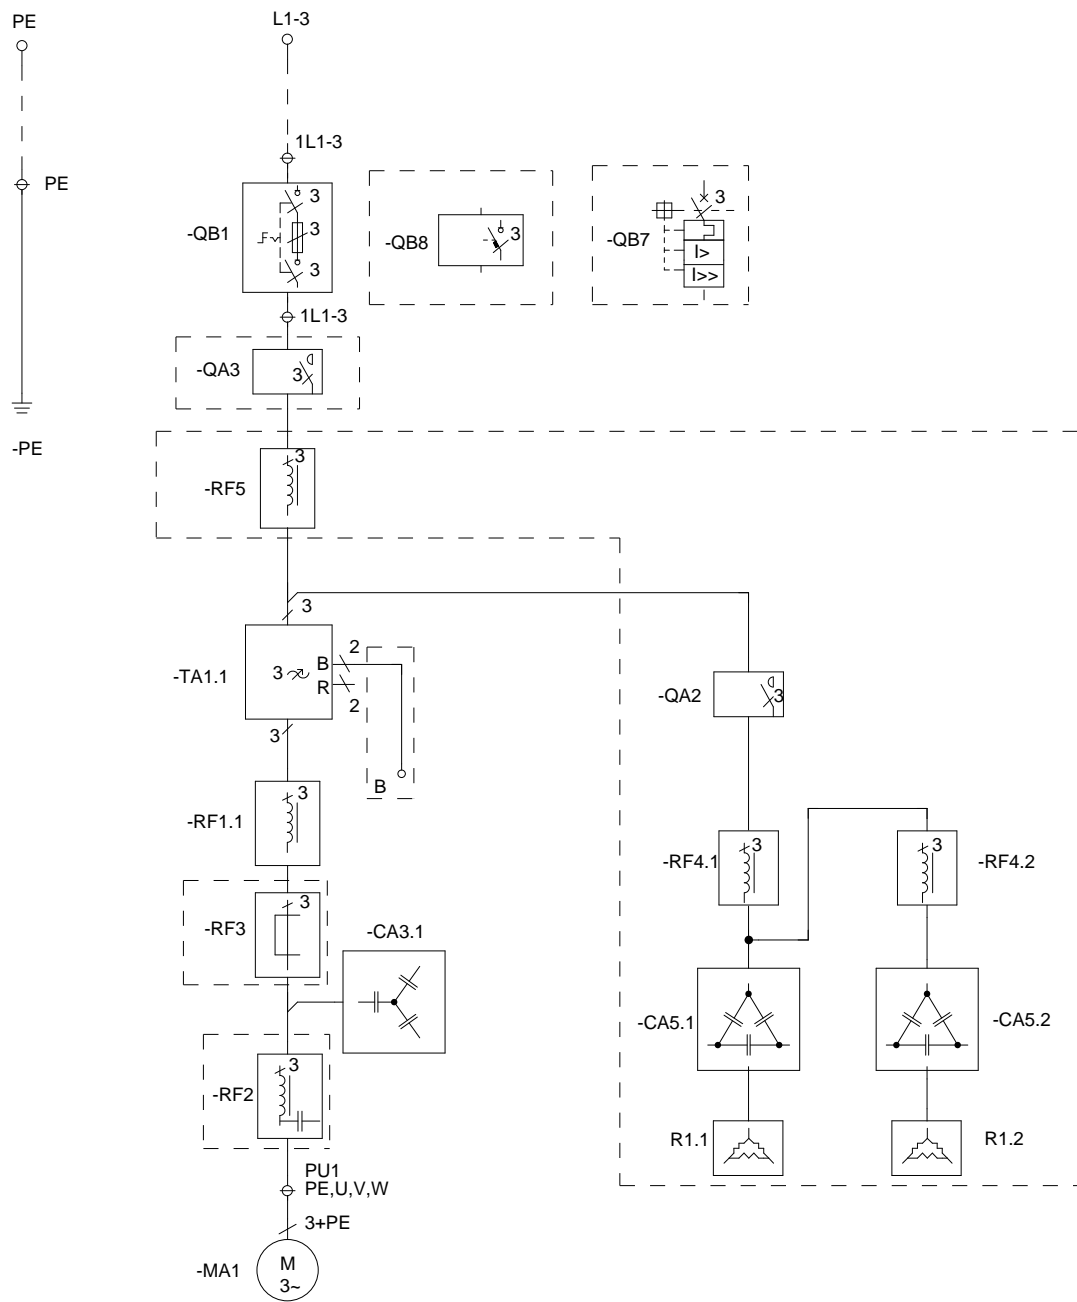 PE
L1-3
1L1-3
PE
3
-QB1
3
3
-QB8
3
-QB7
3
I>
I>>
1L1-3
-QA3
3
-PE
3
-RF5
3
2
-TA1.1
3
B
R
2
3
B
-QA2
3
3
-RF1.1
-RF4.1
3
3
-RF4.2
3
-RF3
-CA3.1
-CA5.1
-CA5.2
3
-RF2
R1.1
R1.2
PU1
PE,U,V,W
3+PE
-MA1
M
3~